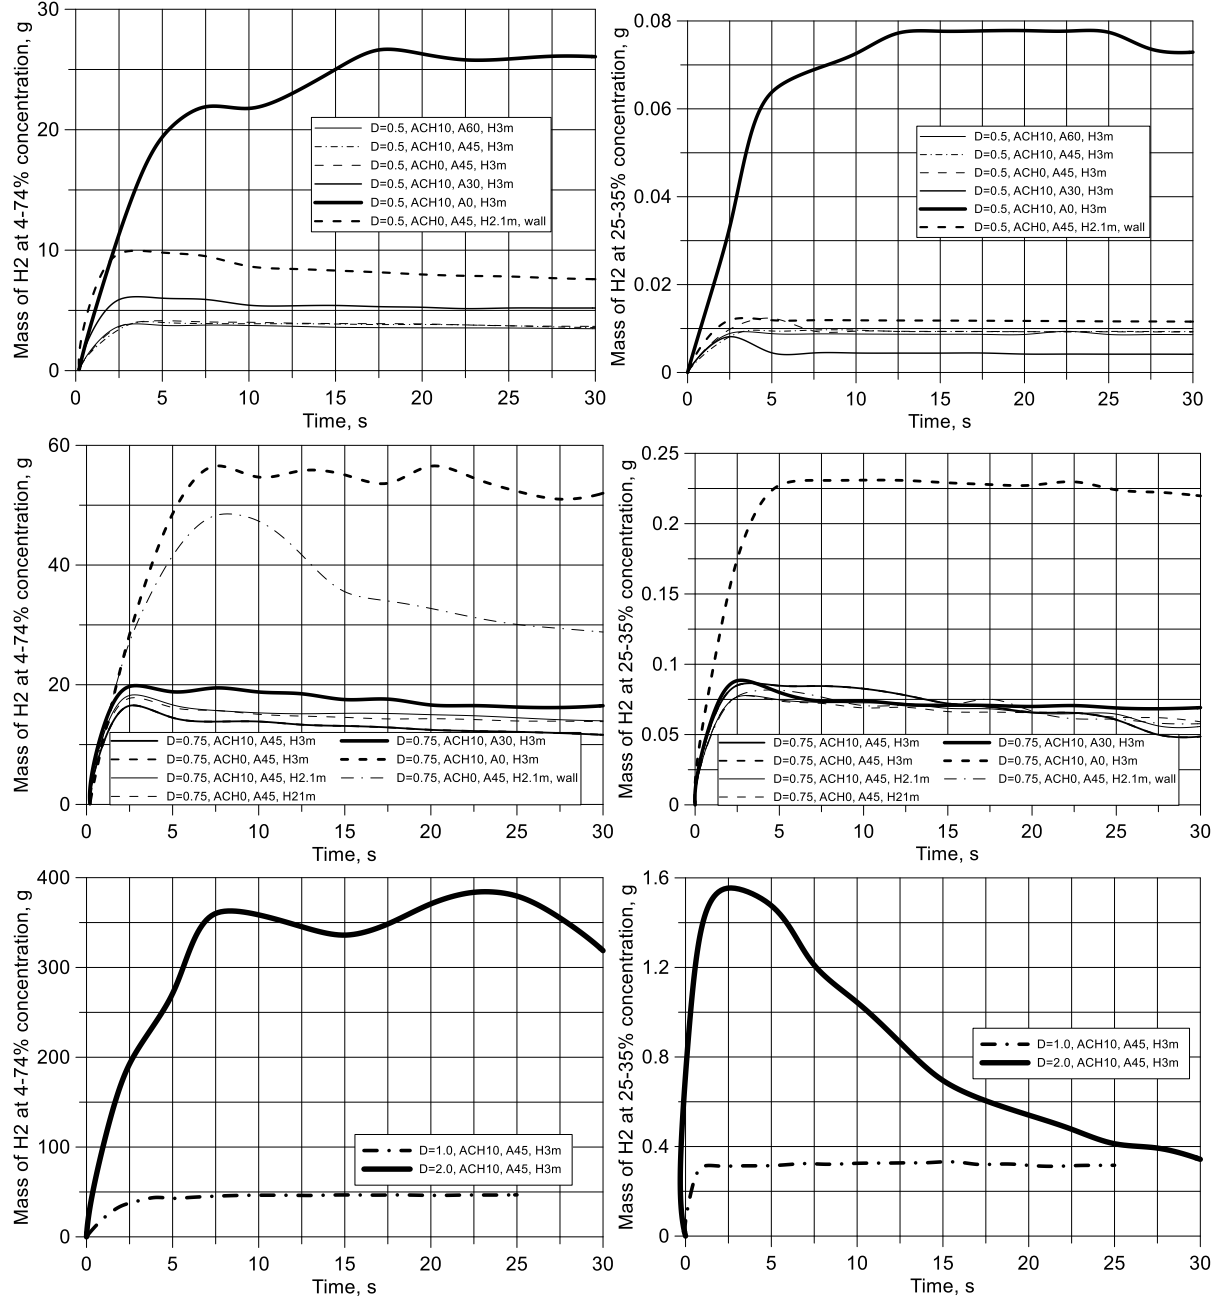 Mass of H2 at 4-74% concentration, g
30
20
10
0
0 5 10 15 20 25 30
Time, s
D=0.5, ACH10, A60, H3m
D=0.5, ACH10, A45, H3m
D=0.5, ACH0, A45, H3m
D=0.5, ACH10, A30, H3m
D=0.5, ACH10, A0, H3m
D=0.5, ACH0, A45, H2.1m, wall
Mass of H2 at 25-35% concentration, g
0.08
0.06
0.04
0.02
0
0 5 10 15 20 25 30
Time, s
D=0.5, ACH10, A60, H3m
D=0.5, ACH10, A45, H3m
D=0.5, ACH0, A45, H3m
D=0.5, ACH10, A30, H3m
D=0.5, ACH10, A0, H3m
D=0.5, ACH0, A45, H2.1m, wall
Mass of H2 at 4-74% concentration, g
60
40
20
0
0 5 10 15 20 25 30
Time, s
D=0.75, ACH10, A45, H3m
D=0.75, ACH0, A45, H3m
D=0.75, ACH10, A45, H2.1m
D=0.75, ACH0, A45, H21m
D=0.75, ACH10, A30, H3m
D=0.75, ACH10, A0, H3m
D=0.75, ACH0, A45, H2.1m, wall
Mass of H2 at 25-35% concentration, g
0.25
0.2
0.15
0.1
0.05
0
0 5 10 15 20 25 30
Time, s
D=0.75, ACH10, A45, H3m
D=0.75, ACH0, A45, H3m
D=0.75, ACH10, A45, H2.1m
D=0.75, ACH0, A45, H21m
D=0.75, ACH10, A30, H3m
D=0.75, ACH10, A0, H3m
D=0.75, ACH0, A45, H2.1m, wall
Mass of H2 at 4-74% concentration, g
400
300
200
100
0
0 5 10 15 20 25 30
Time, s
D=1.0, ACH10, A45, H3m
D=2.0, ACH10, A45, H3m
Mass of H2 at 25-35% concentration, g
1.6
1.2
0.8
0.4
0
0 5 10 15 20 25 30
Time, s
D=1.0, ACH10, A45, H3m
D=2.0, ACH10, A45, H3m